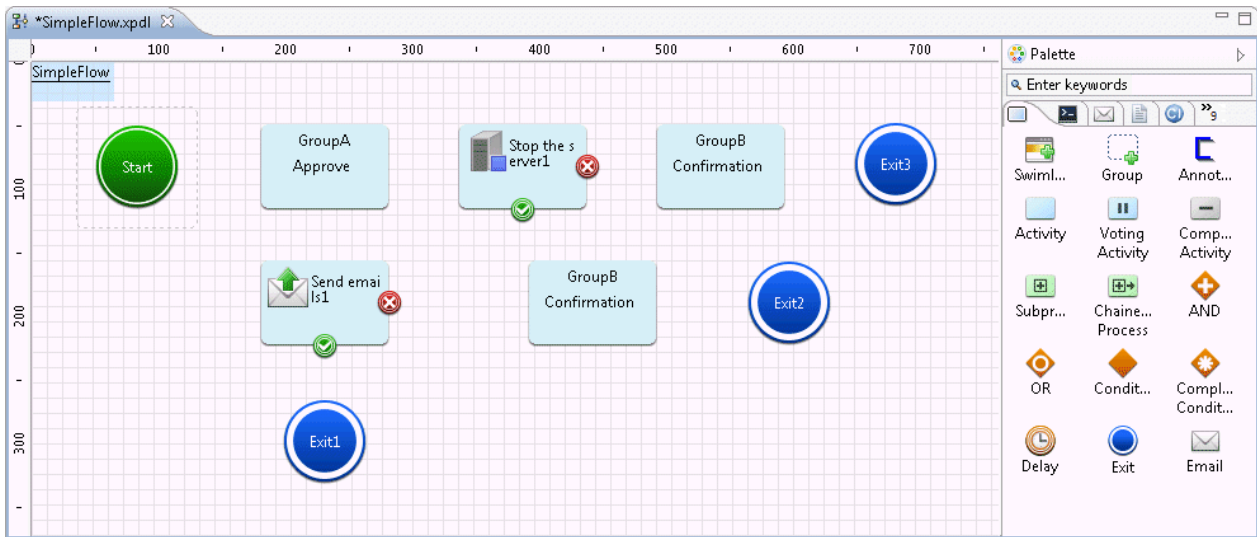 *SimpleFlow.xpdl
0 100 200 300 400 500 600 700
Palette
SimpleFlow
Enter keywords
9
Start
GroupA
Approve
Stop the s
erver1
GroupB
Confirmation
Exit3
Swiml...
Group
Annot...
100
Activity
Voting
Activity
Comp...
Activity
Send emai
ls1
GroupB
Confirmation
Exit2
200
Subpr...
Chaine...
Process
AND
OR
Condit...
Compl...
Condit...
Exit1
300
Delay
Exit
Email